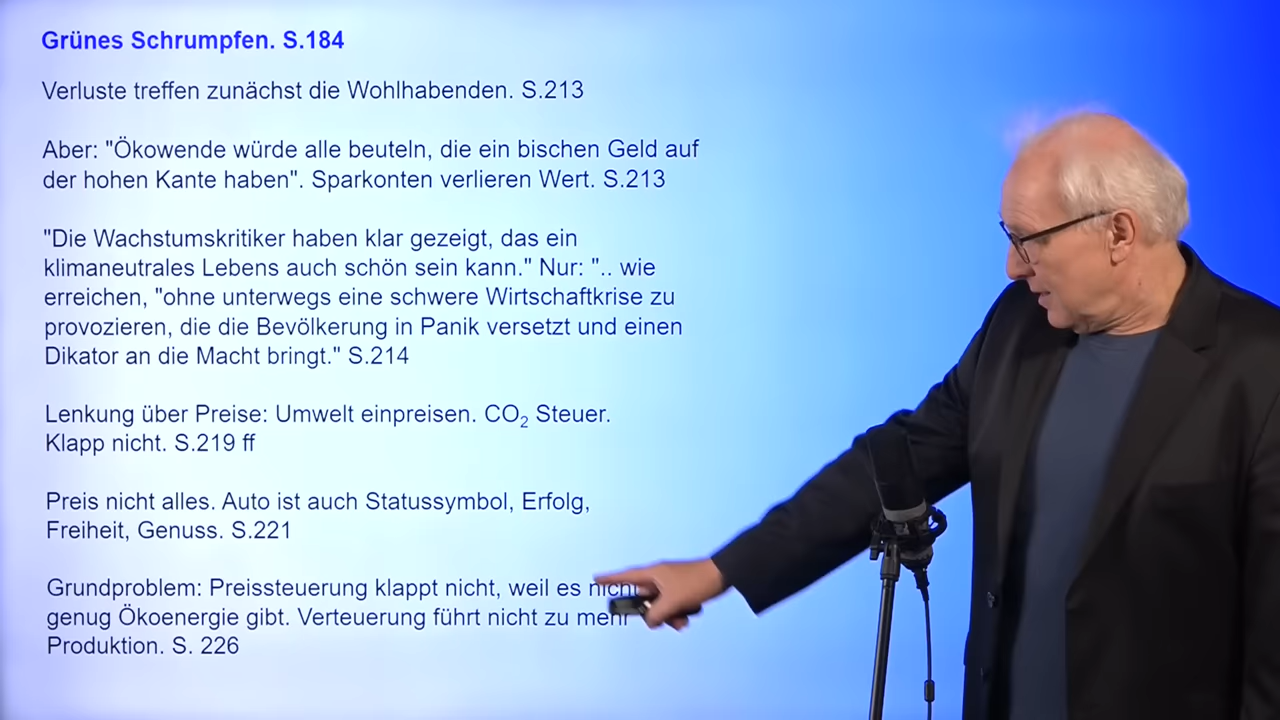 Grünes Schrumpfen. S.184
Verluste treffen zunächst die Wohlhabenden. S.213
Aber: "Ökowende würde alle beuteln, die ein bischen Geld auf
der hohen Kante haben". Sparkonten verlieren Wert. S.213
"Die Wachstumskritiker haben klar gezeigt, das ein
klimaneutrales Lebens auch schön sein kann." Nur: ".. wie
erreichen, "ohne unterwegs eine schwere Wirtschaftkrise zu
provozieren, die die Bevölkerung in Panik versetzt und einen
Dikator an die Macht bringt." S.214
Lenkung über Preise: Umwelt einpreisen. CO₂ Steuer.
Klapp nicht. S.219 ff
Preis nicht alles. Auto ist auch Statussymbol, Erfolg,
Freiheit, Genuss. S.221
Grundproblem: Preissteuerung klappt nicht, weil es nicht
genug Ökoenergie gibt. Verteuerung führt nicht zu mehr
Produktion. S. 226